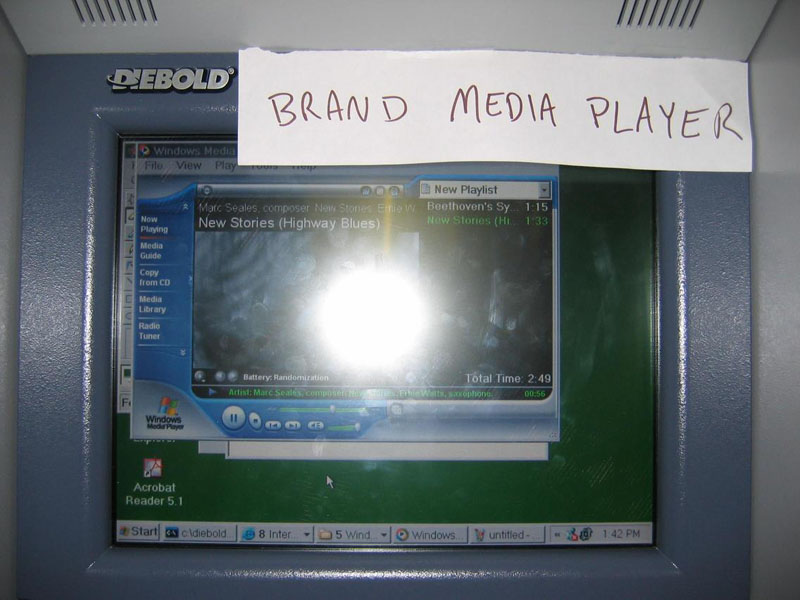 DIEBOLD
BRAND MEDIA PLAYER
Windows Media
File View Play Tools Help
New Playlist
Marc Seales, composer. New Stories. Ernie W
Beethoven's Sy... 1:15
New Stories (Highway Blues)
New Stories (Hi... 1:33
Now Playing
Media Guide
Copy from CD
Media Library
Radio Tuner
Battery: Randomization
Total Time: 2:49
Artist: Marc Seales, composer. New Stories. Ernie Watts, saxophone.
00:56
Windows
Media Player
Acrobat
Reader 5.1
Start
c:\diebold
8 Inter...
5 Wind...
Windows...
untitled -...
1:42 PM